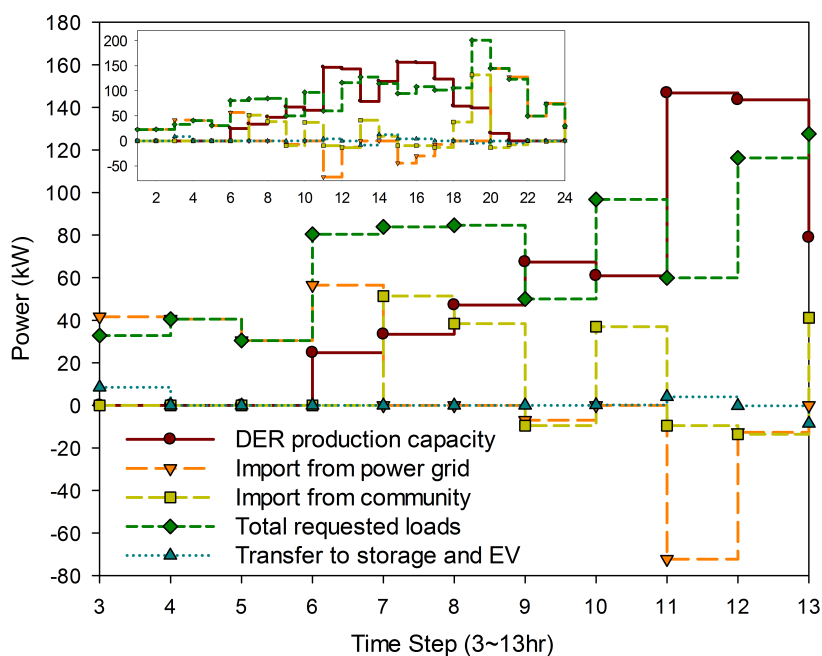 180
160
140
120
100
80
60
40
20
0
-20
-40
-60
-80
Power (kW)
200
150
100
50
0
-50
2 4 6 8 10 12 14 16 18 20 22 24
DER production capacity
Import from power grid
Import from community
Total requested loads
Transfer to storage and EV
3 4 5 6 7 8 9 10 11 12 13
Time Step (3~13hr)